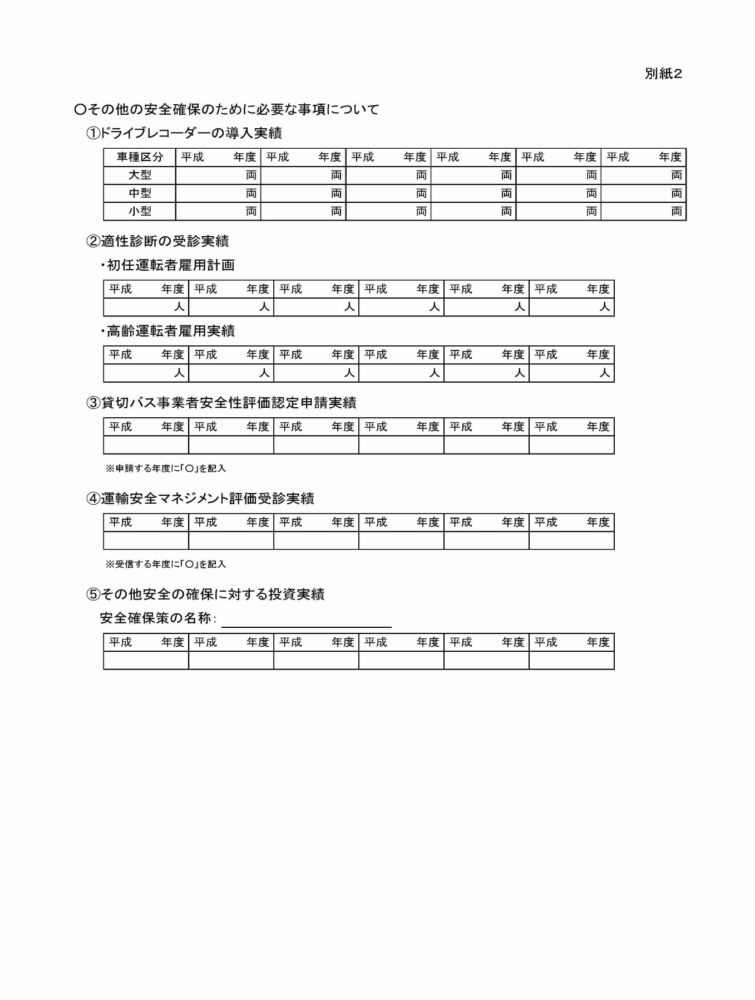 別紙2
〇その他の安全確保のために必要な事項について
①ドライブレコーダーの導入実績
車種区分 平成 年度 平成 年度 平成 年度 平成 年度 平成 年度 平成 年度
大型 両 両 両 両 両 両
中型 両 両 両 両 両 両
小型 両 両 両 両 両 両
②適性診断の受診実績
・初任運転者雇用計画
平成 年度 平成 年度 平成 年度 平成 年度 平成 年度 平成 年度
人 人 人 人 人 人
・高齢運転者雇用実績
平成 年度 平成 年度 平成 年度 平成 年度 平成 年度 平成 年度
人 人 人 人 人 人
③貸切バス事業者安全性評価認定申請実績
平成 年度 平成 年度 平成 年度 平成 年度 平成 年度 平成 年度
※申請する年度に「〇」を記入
④運輸安全マネジメント評価受診実績
平成 年度 平成 年度 平成 年度 平成 年度 平成 年度 平成 年度
※受信する年度に「〇」を記入
⑤その他安全の確保に対する投資実績
安全確保策の名称：
平成 年度 平成 年度 平成 年度 平成 年度 平成 年度 平成 年度